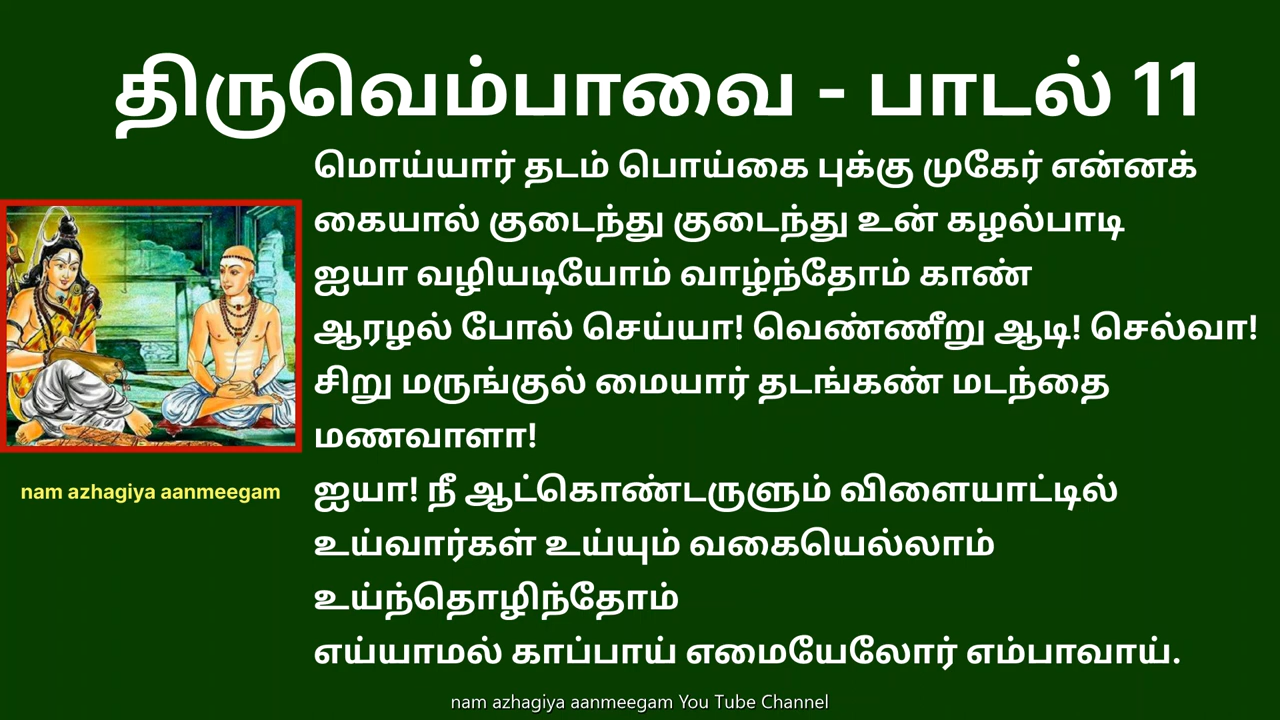 திருவெம்பாவை - பாடல் 11
மொய்யார் தடம் பொய்கை புக்கு முகேர் என்னக்
கையால் குடைந்து குடைந்து உன் கழல்பாடி
ஐயா வழியடியோம் வாழ்ந்தோம் காண்
ஆரழல் போல் செய்யா! வெண்ணீறு ஆடி! செல்வா!
சிறு மருங்குல் மையார் தடங்கண் மடந்தை
மணவாளா!
ஐயா! நீ ஆட்கொண்டருளும் விளையாட்டில்
உய்வார்கள் உய்யும் வகையெல்லாம்
உய்ந்தொழிந்தோம்
எய்யாமல் காப்பாய் எமையேலோர் எம்பாவாய்.
nam azhagiya aanmeegam
nam azhagiya aanmeegam You Tube Channel